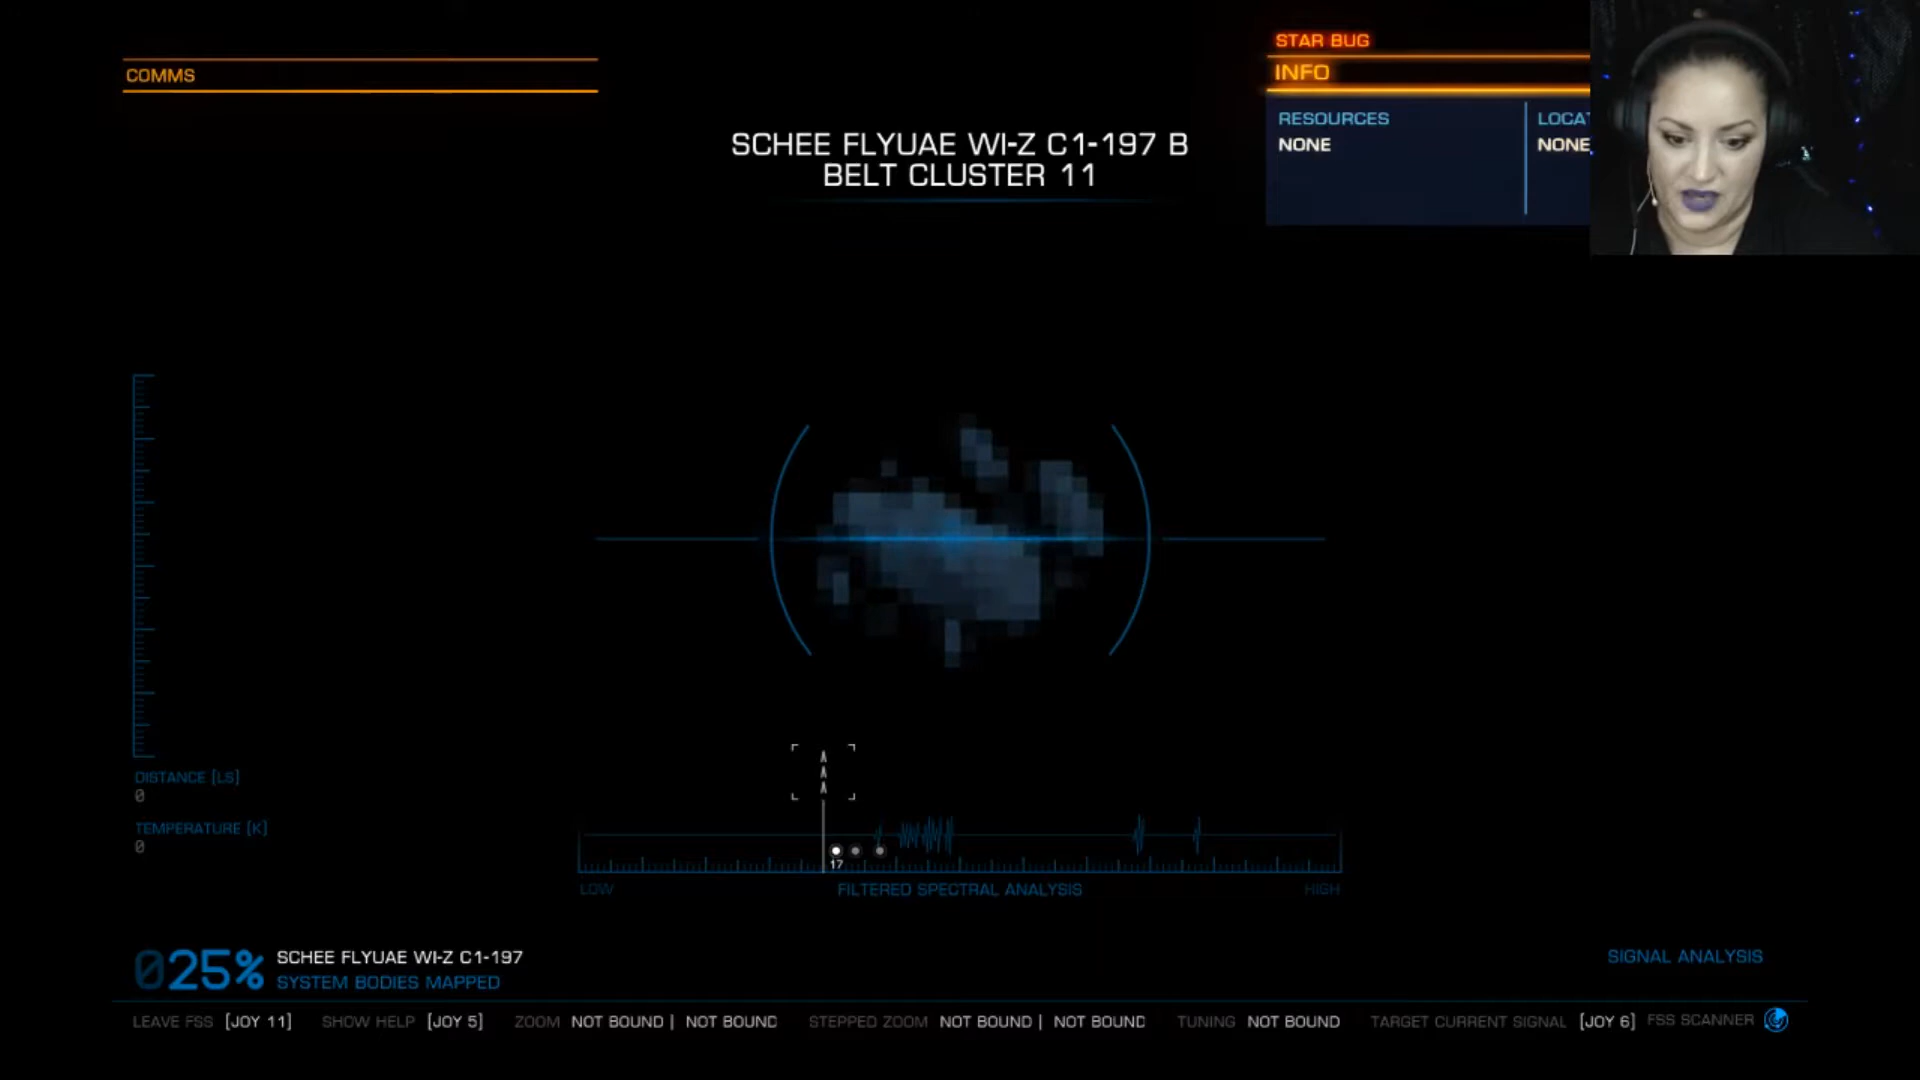 COMMS
STAR BUG
INFO
RESOURCES
NONE
LOCAT
NONE
SCHEE FLYUAE WI-Z C1-197 B
BELT CLUSTER 11
DISTANCE [LS]
0
TEMPERATURE [K]
0
17
LOW
FILTERED SPECTRAL ANALYSIS
HIGH
025%
SCHEE FLYUAE WI-Z C1-197
SYSTEM BODIES MAPPED
SIGNAL ANALYSIS
LEAVE FSS [JOY 11] SHOW HELP [JOY 5] ZOOM NOT BOUND | NOT BOUND STEPPED ZOOM NOT BOUND | NOT BOUND TUNING NOT BOUND TARGET CURRENT SIGNAL [JOY 6] FSS SCANNER